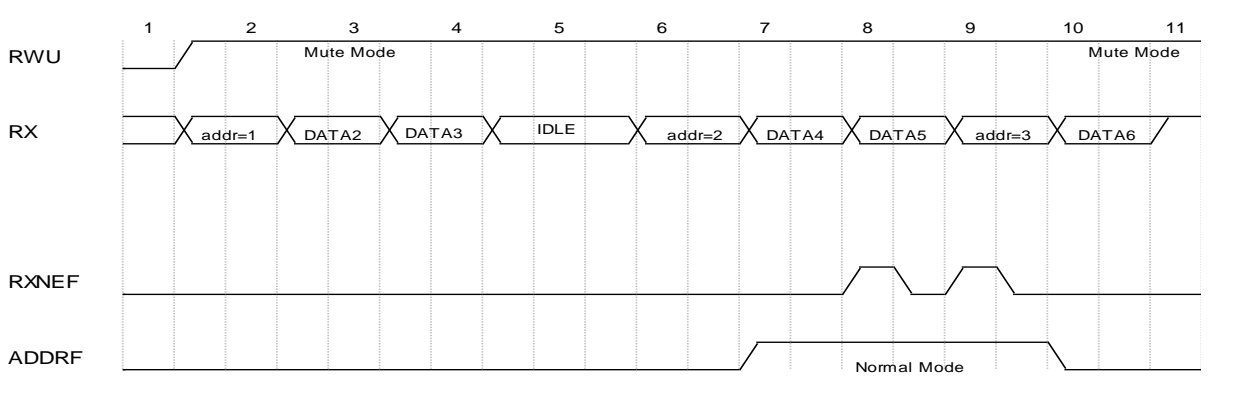 1 2 3 4 5 6 7 8 9 10 11
RWU Mute Mode Mute Mode
RX addr=1 DATA2 DATA3 IDLE addr=2 DATA4 DATA5 addr=3 DATA6
RXNEF
ADDRF Normal Mode